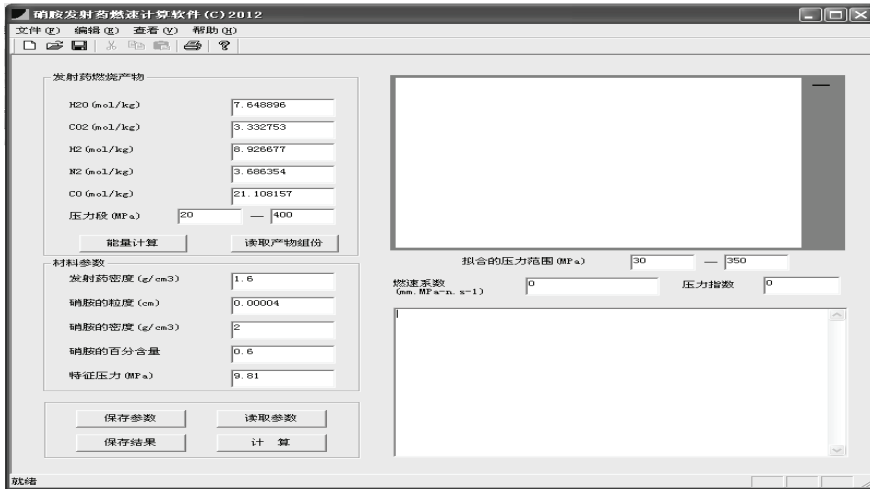 硝胺发射药燃速计算软件(C)2012
文件(F) 编辑(E) 查看(V) 帮助(H)
发射药燃烧产物
H2O(mol/kg) 7.648896
CO2(mol/kg) 3.332753
H2(mol/kg) 8.926677
N2(mol/kg) 3.686354
CO(mol/kg) 21.108157
压力段(MPa) 20 — 400
能量计算 读取产物组份
材料参数
发射药密度(g/cm3) 1.6
硝胺的粒度(cm) 0.00004
硝胺的密度(g/cm3) 2
硝胺的百分含量 0.6
特征压力(MPa) 9.81
保存参数 读取参数
保存结果 计 算
拟合的压力范围(MPa) 30 — 350
燃速系数 0 压力指数 0
(mm.MPa-n.s-1)
就绪